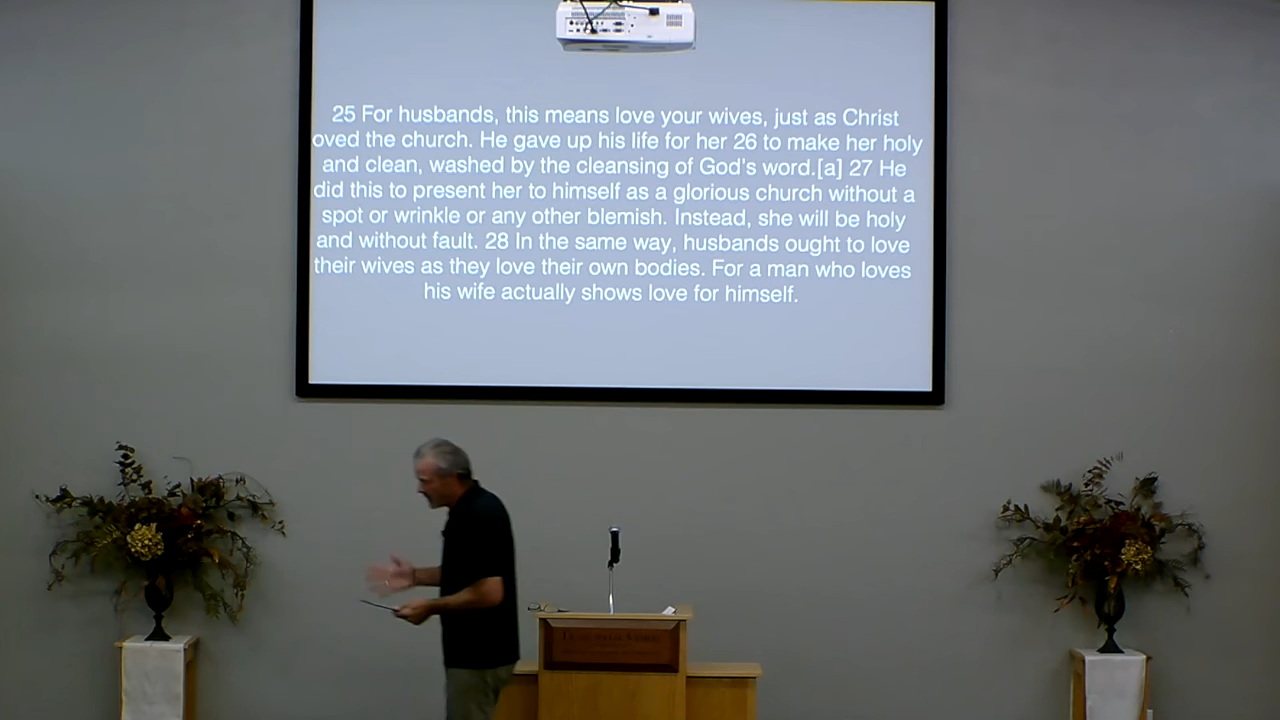 25 For husbands, this means love your wives, just as Christ
oved the church. He gave up his life for her 26 to make her holy
and clean, washed by the cleansing of God's word.[a] 27 He
did this to present her to himself as a glorious church without a
spot or wrinkle or any other blemish. Instead, she will be holy
and without fault. 28 In the same way, husbands ought to love
their wives as they love their own bodies. For a man who loves
his wife actually shows love for himself.